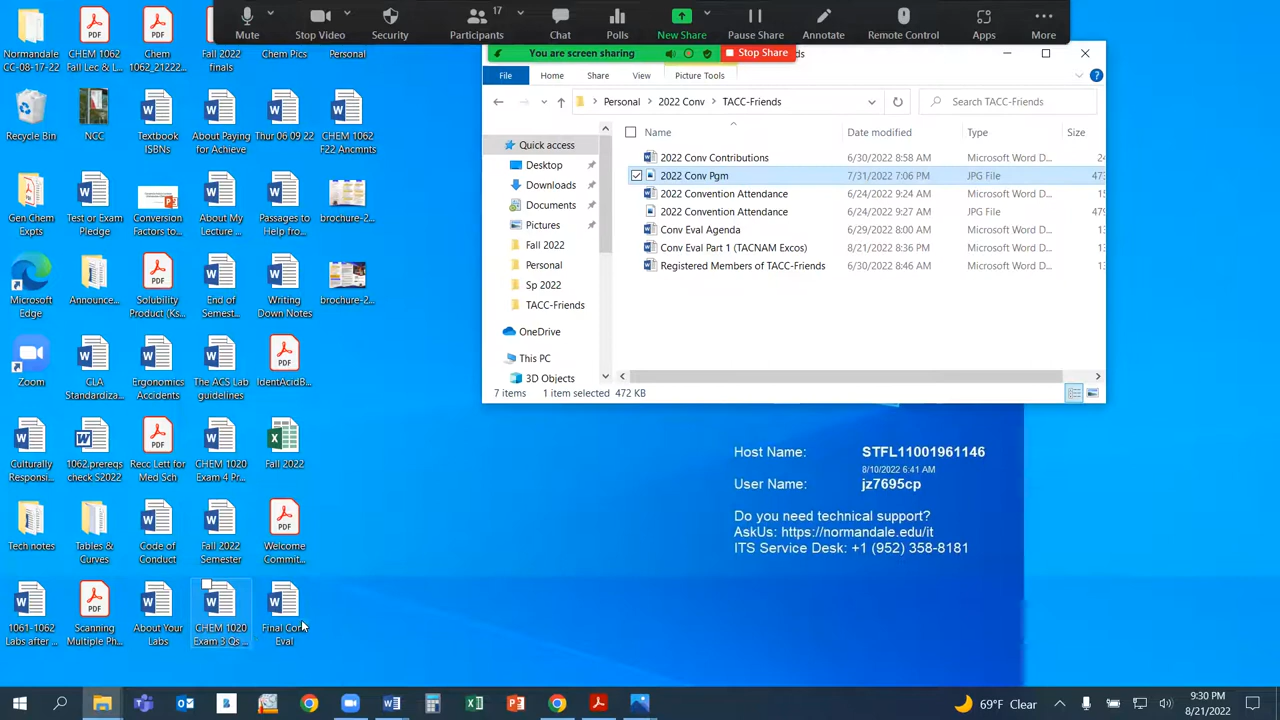 Mute
Stop Video
Security
17
Participants
Chat
Polls
New Share
Pause Share
Annotate
Remote Control
Apps
More
You are screen sharing
Stop Share
File
Home
Share
View
Picture Tools
Personal
2022 Conv
TACC-Friends
Search TACC-Friends
Name
Date modified
Type
Size
2022 Conv Contributions
6/30/2022 8:58 AM
Microsoft Word D...
2022 Conv Pgm
7/31/2022 7:06 PM
JPG File
2022 Convention Attendance
6/24/2022 9:24 AM
Microsoft Word D...
2022 Convention Attendance
6/24/2022 9:27 AM
JPG File
Conv Eval Agenda
6/29/2022 8:00 AM
Microsoft Word D...
Conv Eval Part 1 (TACNAM Excos)
8/21/2022 8:36 PM
Microsoft Word D...
Registered Members of TACC-Friends
6/30/2022 8:46 AM
Microsoft Word D...
Quick access
Desktop
Downloads
Documents
Pictures
Fall 2022
Personal
Sp 2022
TACC-Friends
OneDrive
This PC
3D Objects
7 items
1 item selected
472 KB
Normandale
CC-08-17-22
CHEM 1062
Fall Lec & L...
Chem
1062_21222...
Fall 2022
finals
Chem Pics
Personal
Recycle Bin
NCC
Textbook
ISBNs
About Paying
for Achieve
Thur 06 09 22
CHEM 1062
F22 Ancmnts
Gen Chem
Expts
Test or Exam
Pledge
Conversion
Factors to...
About My
Lecture ...
Passages to
Help from...
brochure-2...
Microsoft
Edge
Announce...
Solubility
Product (Ks...
End of
Semest...
Writing
Down Notes
brochure-2...
Zoom
CLA
Standardiza...
Ergonomics
Accidents
The ACS Lab
guidelines
IdentAcidB...
Culturally
Responsi...
1062.prereqs
check S2022
Recc Lett for
Med Sch
CHEM 1020
Exam 4 Pr...
Fall 2022
Tech notes
Tables &
Curves
Code of
Conduct
Fall 2022
Semester
Welcome
Commit...
1061-1062
Labs after ...
Scanning
Multiple Ph...
About Your
Labs
CHEM 1020
Exam 3 Qs ...
Eval
Host Name: STFL11001961146
8/10/2022 6:41 AM
User Name: jz7695cp
Do you need technical support?
AskUs: https://normandale.edu/it
ITS Service Desk: +1 (952) 358-8181
69°F Clear
9:30 PM
8/21/2022